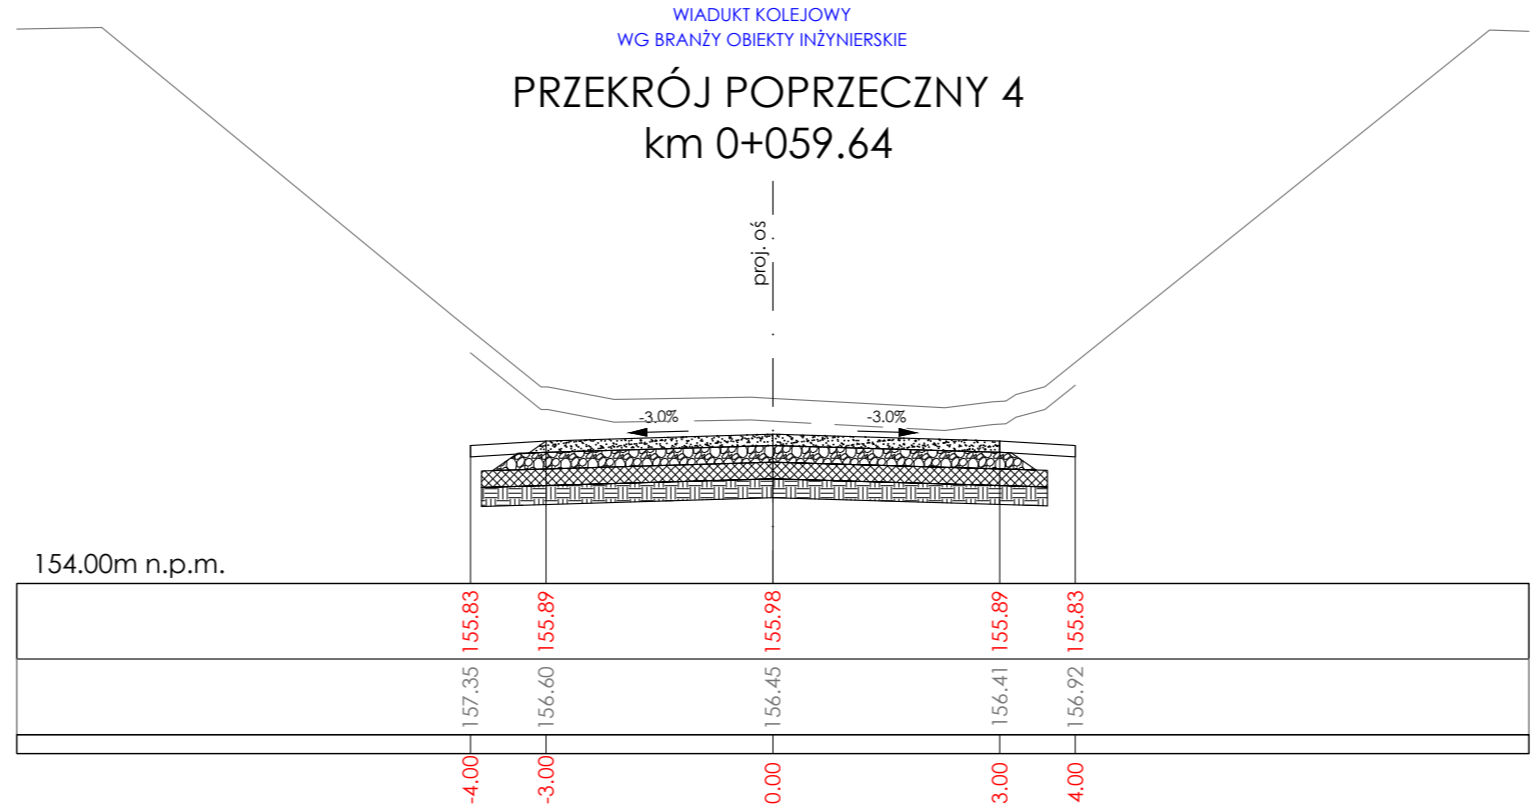 WIADUKT KOLEJOWY
WG BRANŻY OBIEKTY INŻYNIERSKIE
PRZEKRÓJ POPRZECZNY 4
km 0+059.64
proj. oś
-3.0%
-3.0%
154.00m n.p.m.
155.83
155.89
155.98
155.89
155.83
157.35
156.60
156.45
156.41
156.92
-4.00
-3.00
0.00
3.00
4.00